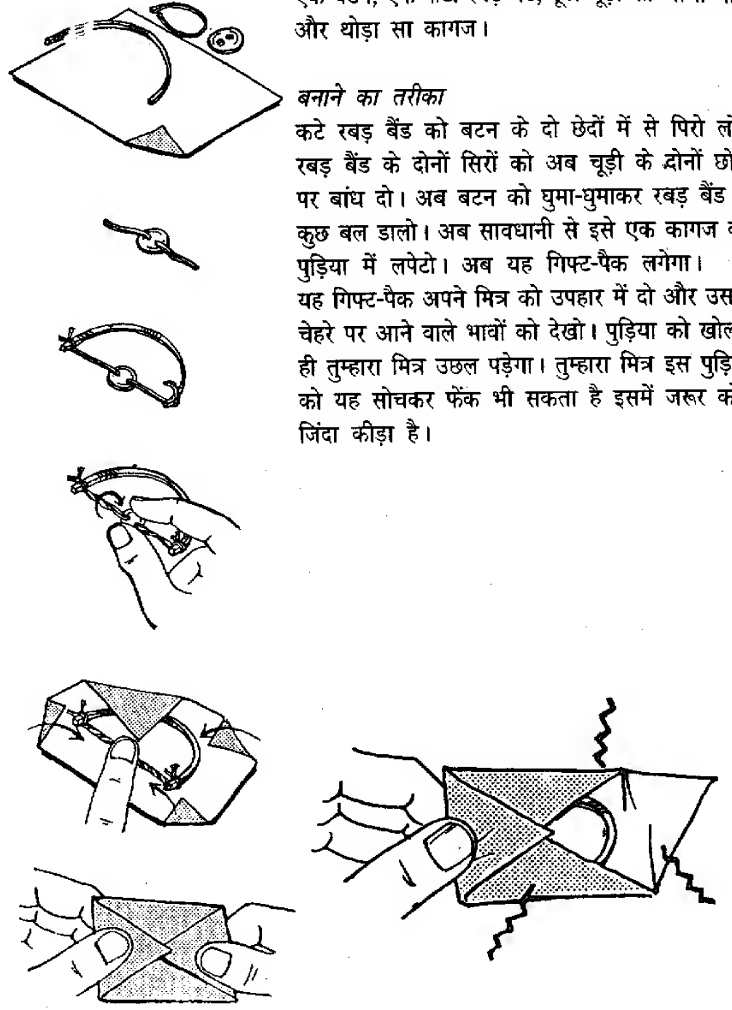 और थोड़ा सा कागज।
बनाने का तरीका
कटे रबड़ बैंड को बटन के दो छेदों में से पिरो
रबड़ बैंड के दोनों सिरों को अब चूड़ी के दोनों
पर बांध दो। अब बटन को घुमा-घुमाकर रबड़ बैंड
कुछ बल डालो। अब सावधानी से इसे एक कागज
पुड़िया में लपेटो। अब यह गिफ्ट-पैक लगेगा।
यह गिफ्ट-पैक अपने मित्र को उपहार में दो और
चेहरे पर आने वाले भावों को देखो। पुड़िया को
ही तुम्हारा मित्र उछल पड़ेगा। तुम्हारा मित्र इस
को यह सोचकर फेंक भी सकता है इसमें जरूर
जिंदा कीड़ा है।